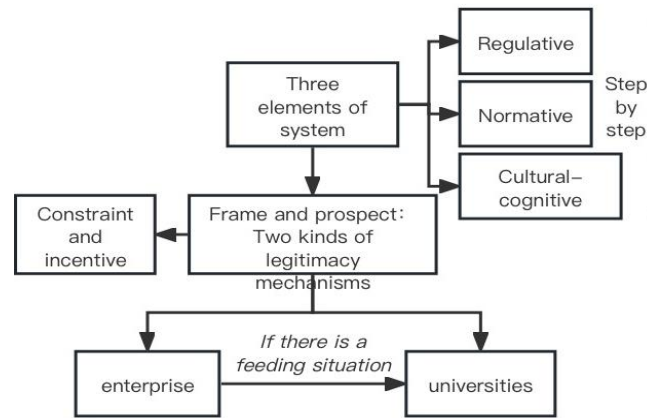 Regulative
Three
elements of
system
Normative
Step
by
step
Cultural–
cognitive
Constraint
and
incentive
Frame and prospect:
Two kinds of
legitimacy
mechanisms
If there is a
feeding situation
enterprise
universities